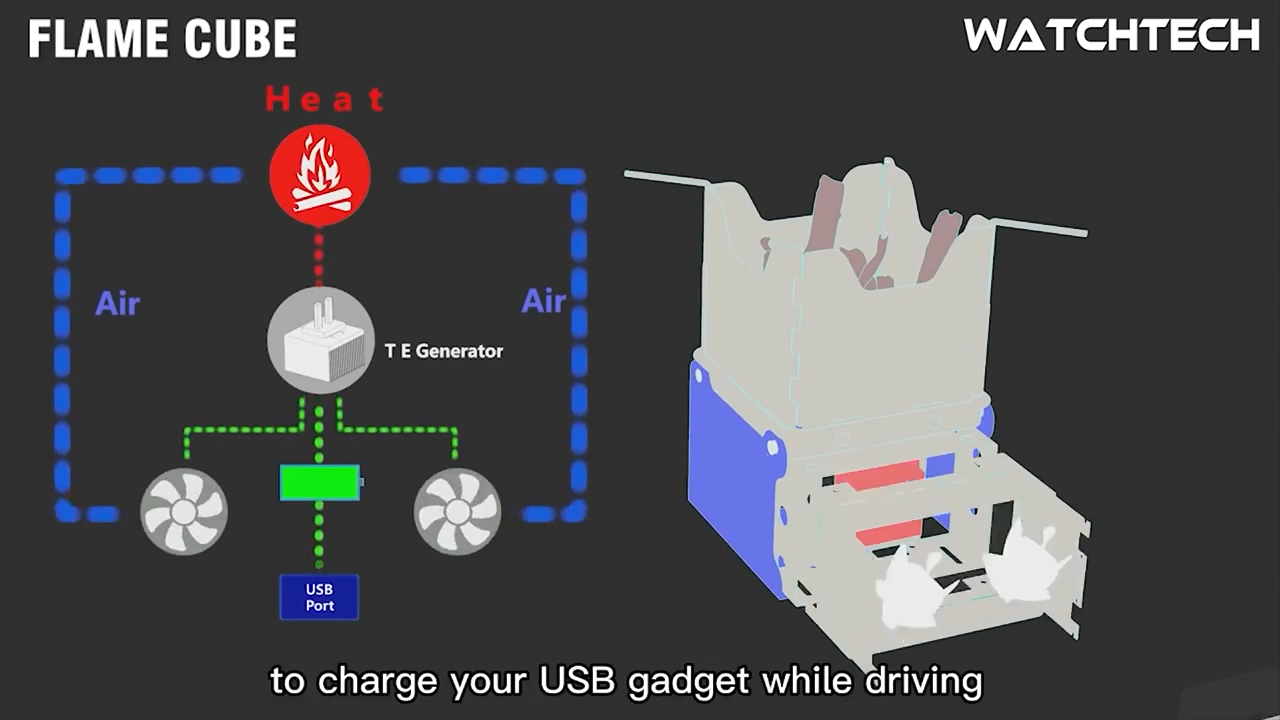 FLAME CUBE
WATCHTECH
Heat
Air
Air
T E Generator
USB
Port
to charge your USB gadget while driving